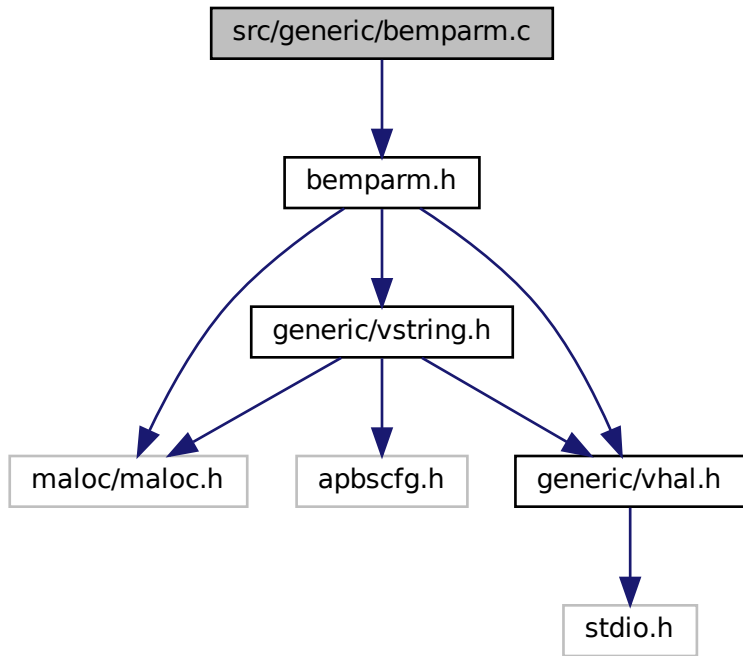 src/generic/bemparm.c
bemparm.h
generic/vstring.h
maloc/maloc.h
apbscfg.h
generic/vhal.h
stdio.h